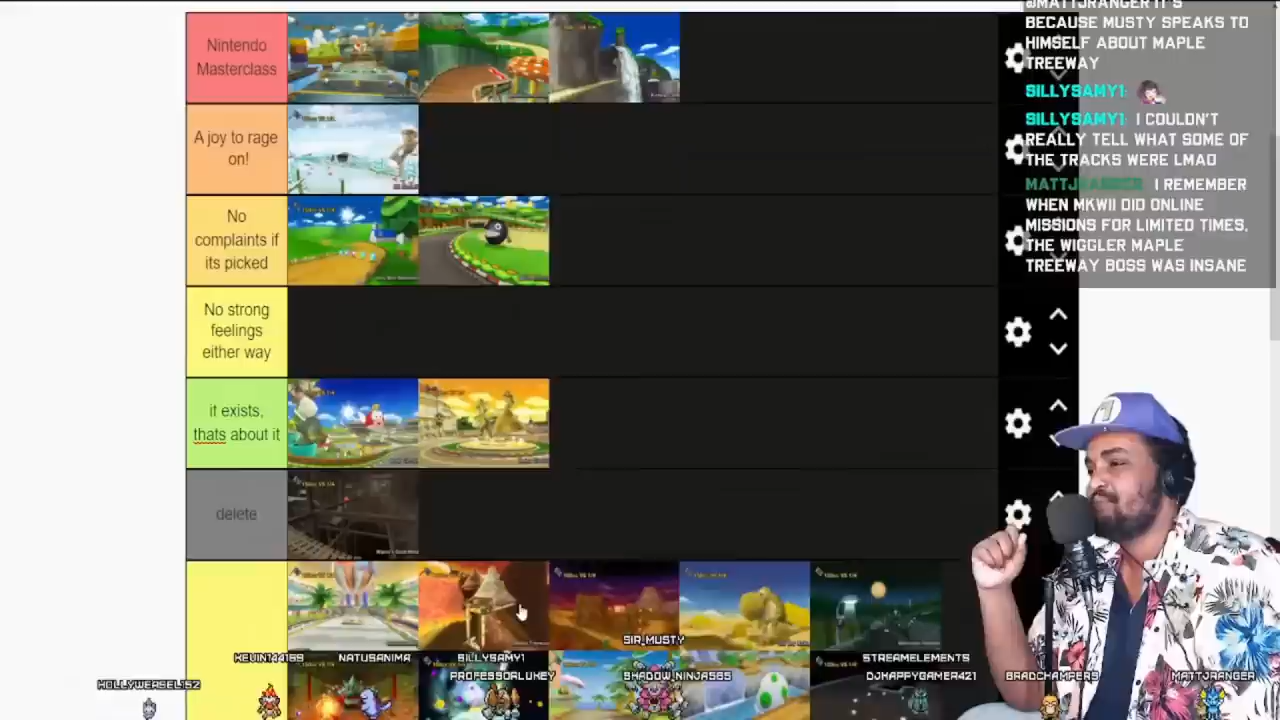 Nintendo
Masterclass
A joy to rage
on!
No
complaints if
its picked
No strong
feelings
either way
it exists,
thats about it
delete
BECAUSE MUSTY SPEAKS TO
HIMSELF ABOUT MAPLE
TREEWAY
SILLYSAMY1:
SILLYSAMY1: I COULDN'T
REALLY TELL WHAT SOME OF
THE TRACKS WERE LMAO
MATTJRANGER I REMEMBER
WHEN MKWII DID ONLINE
MISSIONS FOR LIMITED TIMES,
THE WIGGLER MAPLE
TREEWAY BOSS WAS INSANE
SIR_MUSTY
KEVIN144169
NATUSANIMA
SILLYSAMY1
STREAMELEMENTS
PROFESSORLUKEY
SHADOW_NINJA565
DJHAPPYGAMER421
BRADCHAMPERS
MATTJRANGER
HOLLYWEASEL152